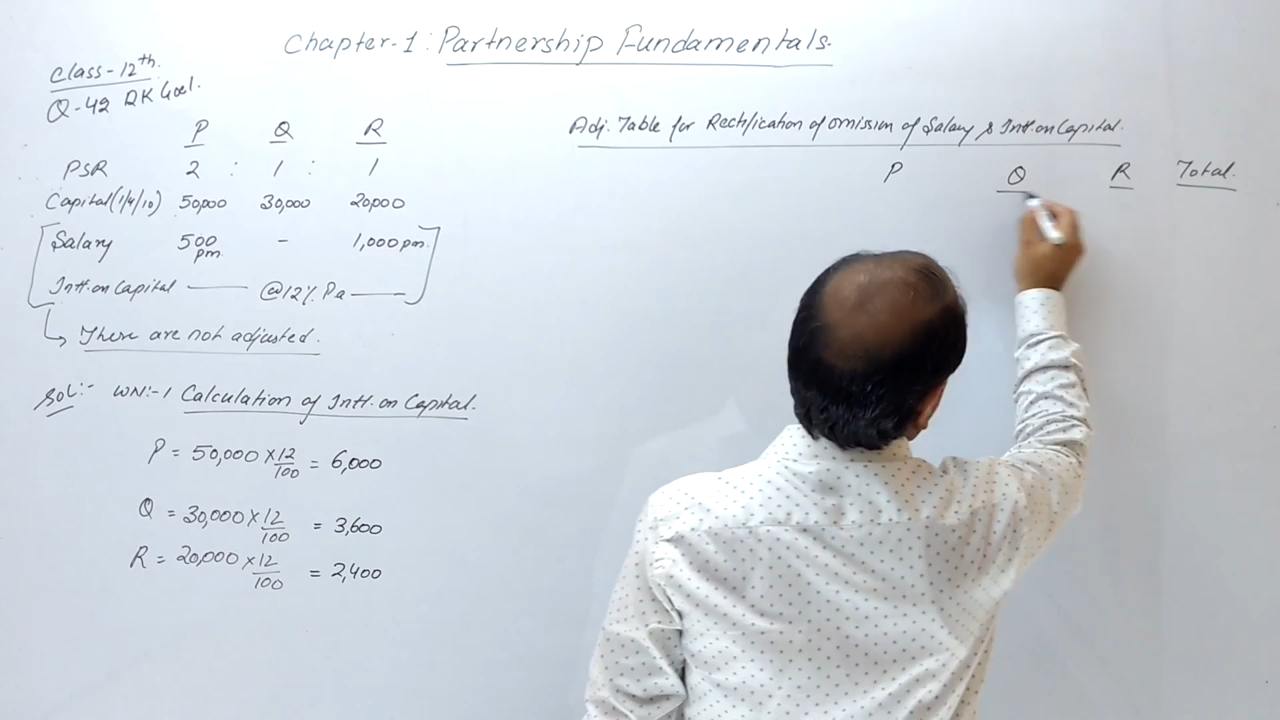 Chapter-1: Partnership Fundamentals.
Class-12th.
Q-42 RK Goel.
P Q R
PSR 2 : 1 : 1
Capital (1/4/10) 50,000 30,000 20,000
Salary 500 pm. - 1,000 pm.
Intt. on Capital —— @12% Pa ——
↳ These are not adjusted.
Sol:- WN:-1 Calculation of Intt. on Capital.
P = 50,000 × 12/100 = 6,000
Q = 30,000 × 12/100 = 3,600
R = 20,000 × 12/100 = 2,400
Adj. Table for Rectification of omission of Salary & Intt. on Capital.
P Q R Total.